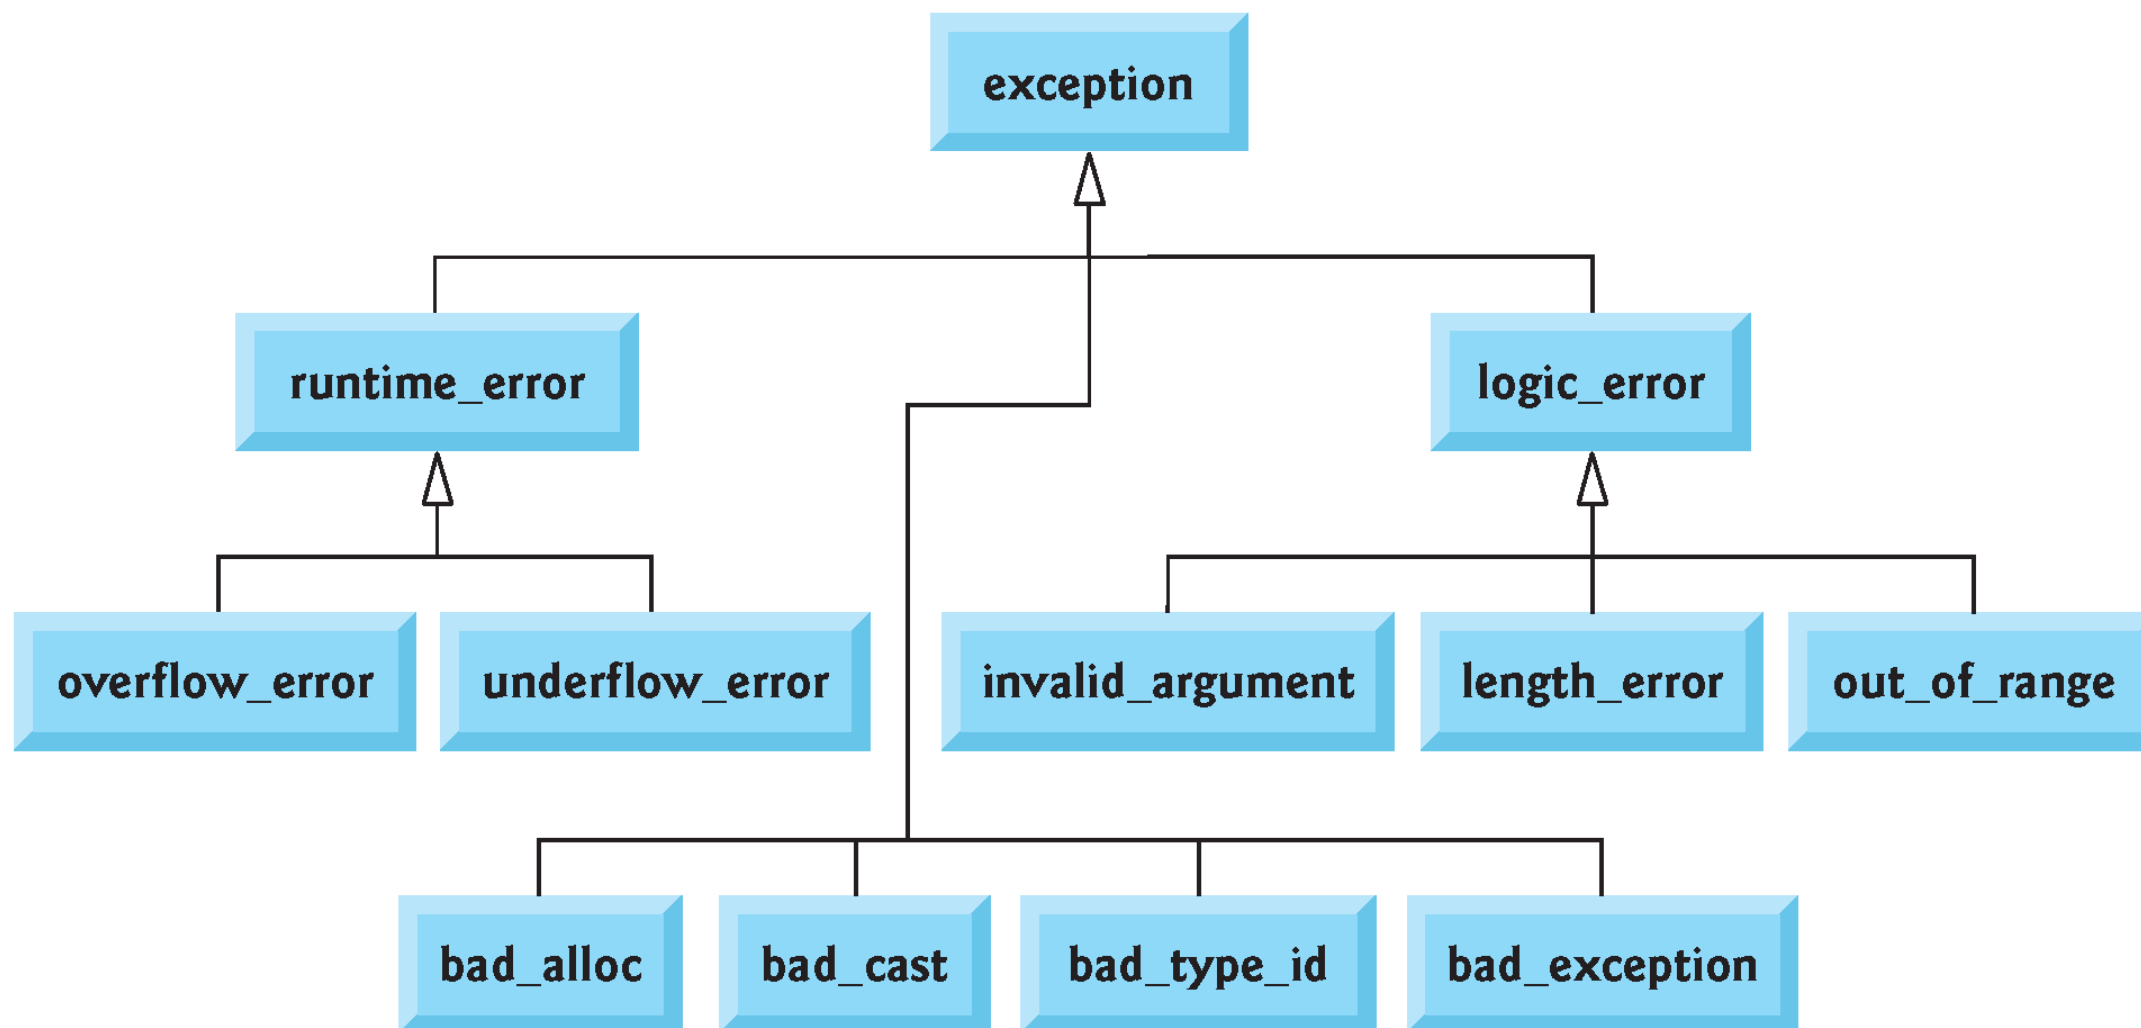 exception
runtime_error
logic_error
overflow_error
underflow_error
invalid_argument
length_error
out_of_range
bad_alloc
bad_cast
bad_type_id
bad_exception